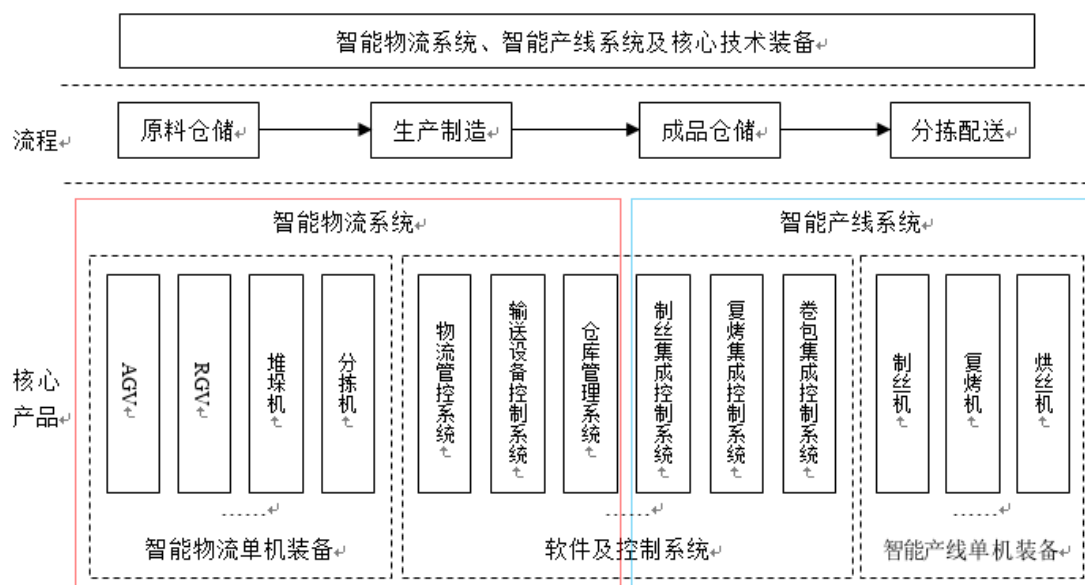 智能物流系统、智能产线系统及核心技术装备
流程
原料仓储
生产制造
成品仓储
分拣配送
智能物流系统
智能产线系统
核心
产品
AGV
RGV
堆垛机
分拣机
物流管控系统
输送设备控制系统
仓库管理系统
制丝集成控制系统
复烤集成控制系统
卷包集成控制系统
制丝机
复烤机
烘丝机
……
……
……
智能物流单机装备
软件及控制系统
智能产线单机装备